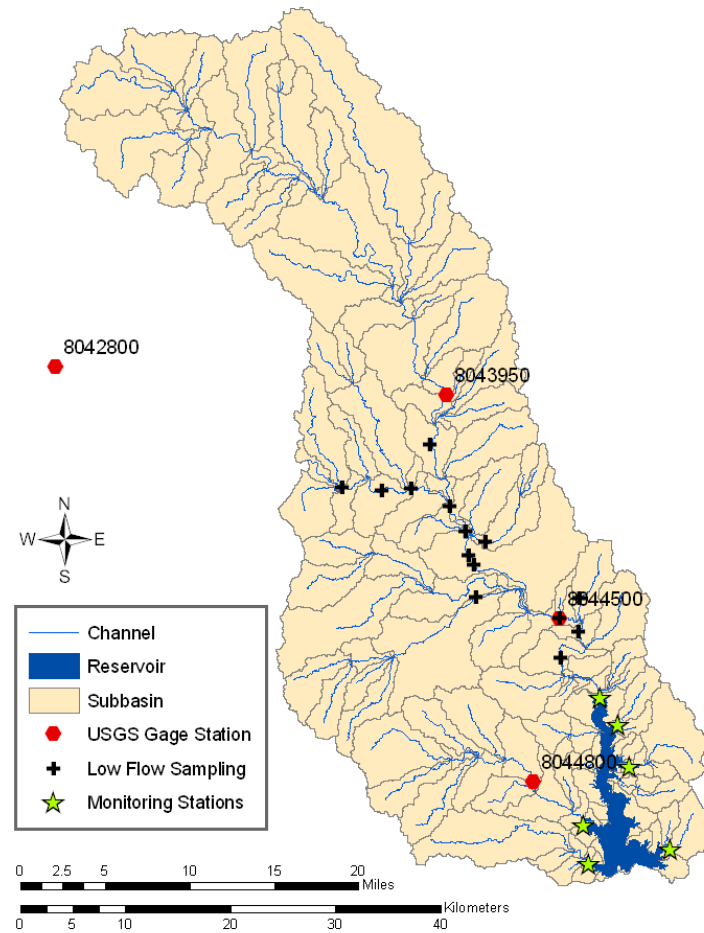 8042800
8043950
N
W E
S
8044500
8044800
Channel
Reservoir
Subbasin
USGS Gage Station
Low Flow Sampling
Monitoring Stations
0 2.5 5 10 15 20
Miles
Kilometers
0 5 10 20 30 40